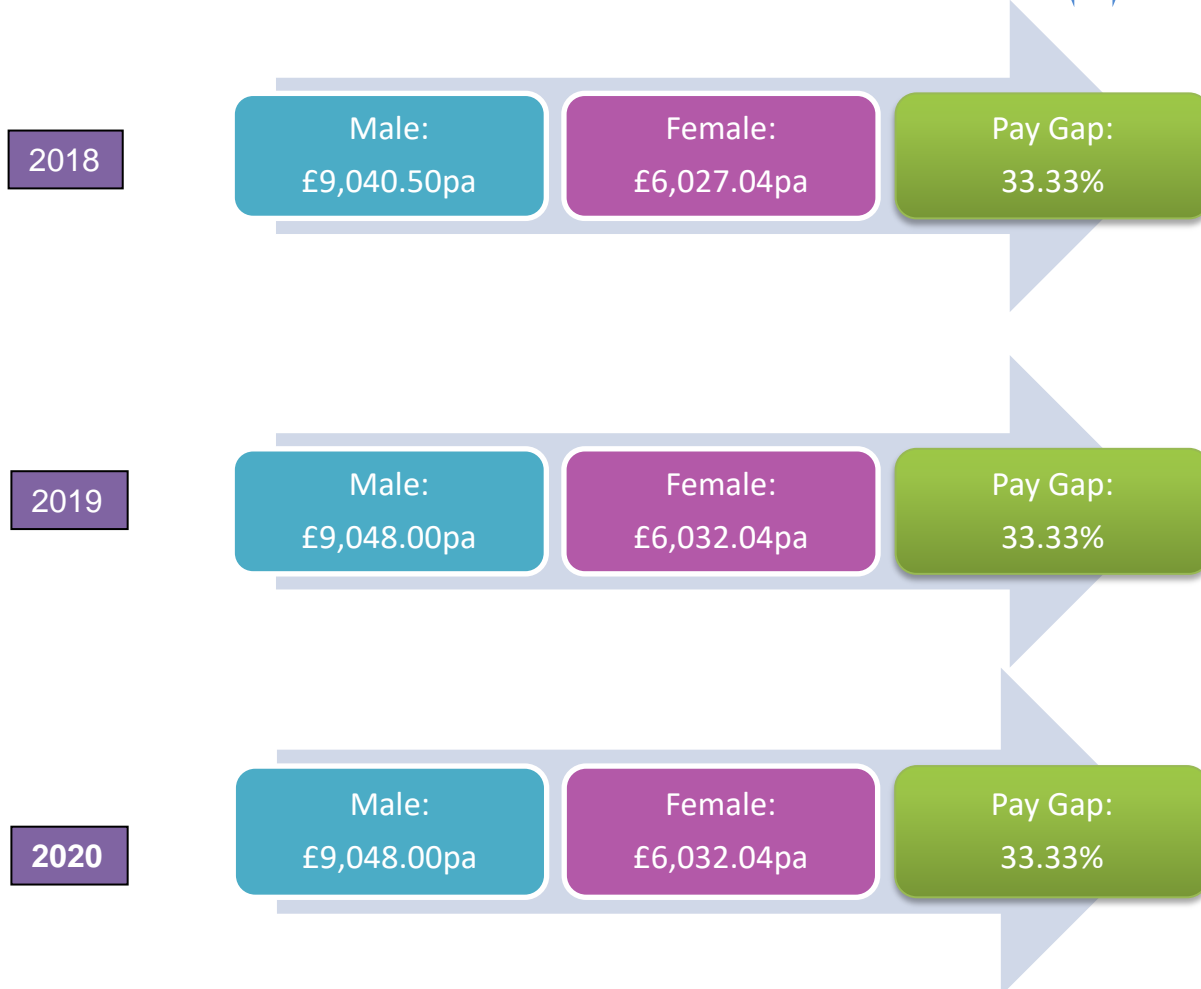 2018
Male:
£9,040.50pa
Female:
£6,027.04pa
Pay Gap:
33.33%
2019
Male:
£9,048.00pa
Female:
£6,032.04pa
Pay Gap:
33.33%
2020
Male:
£9,048.00pa
Female:
£6,032.04pa
Pay Gap:
33.33%